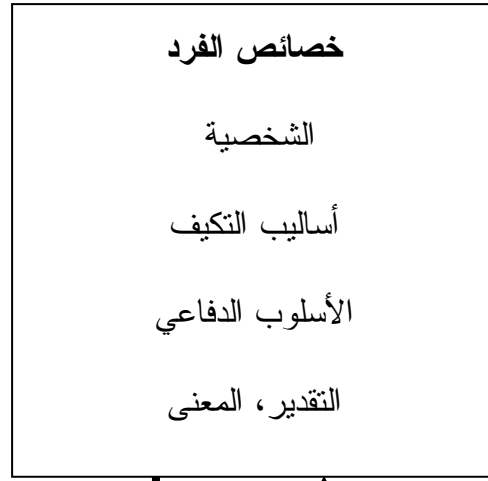 خصائص الفرد
الشخصية
أساليب التكيف
الأسلوب الدفاعي
التقدير، المعنى